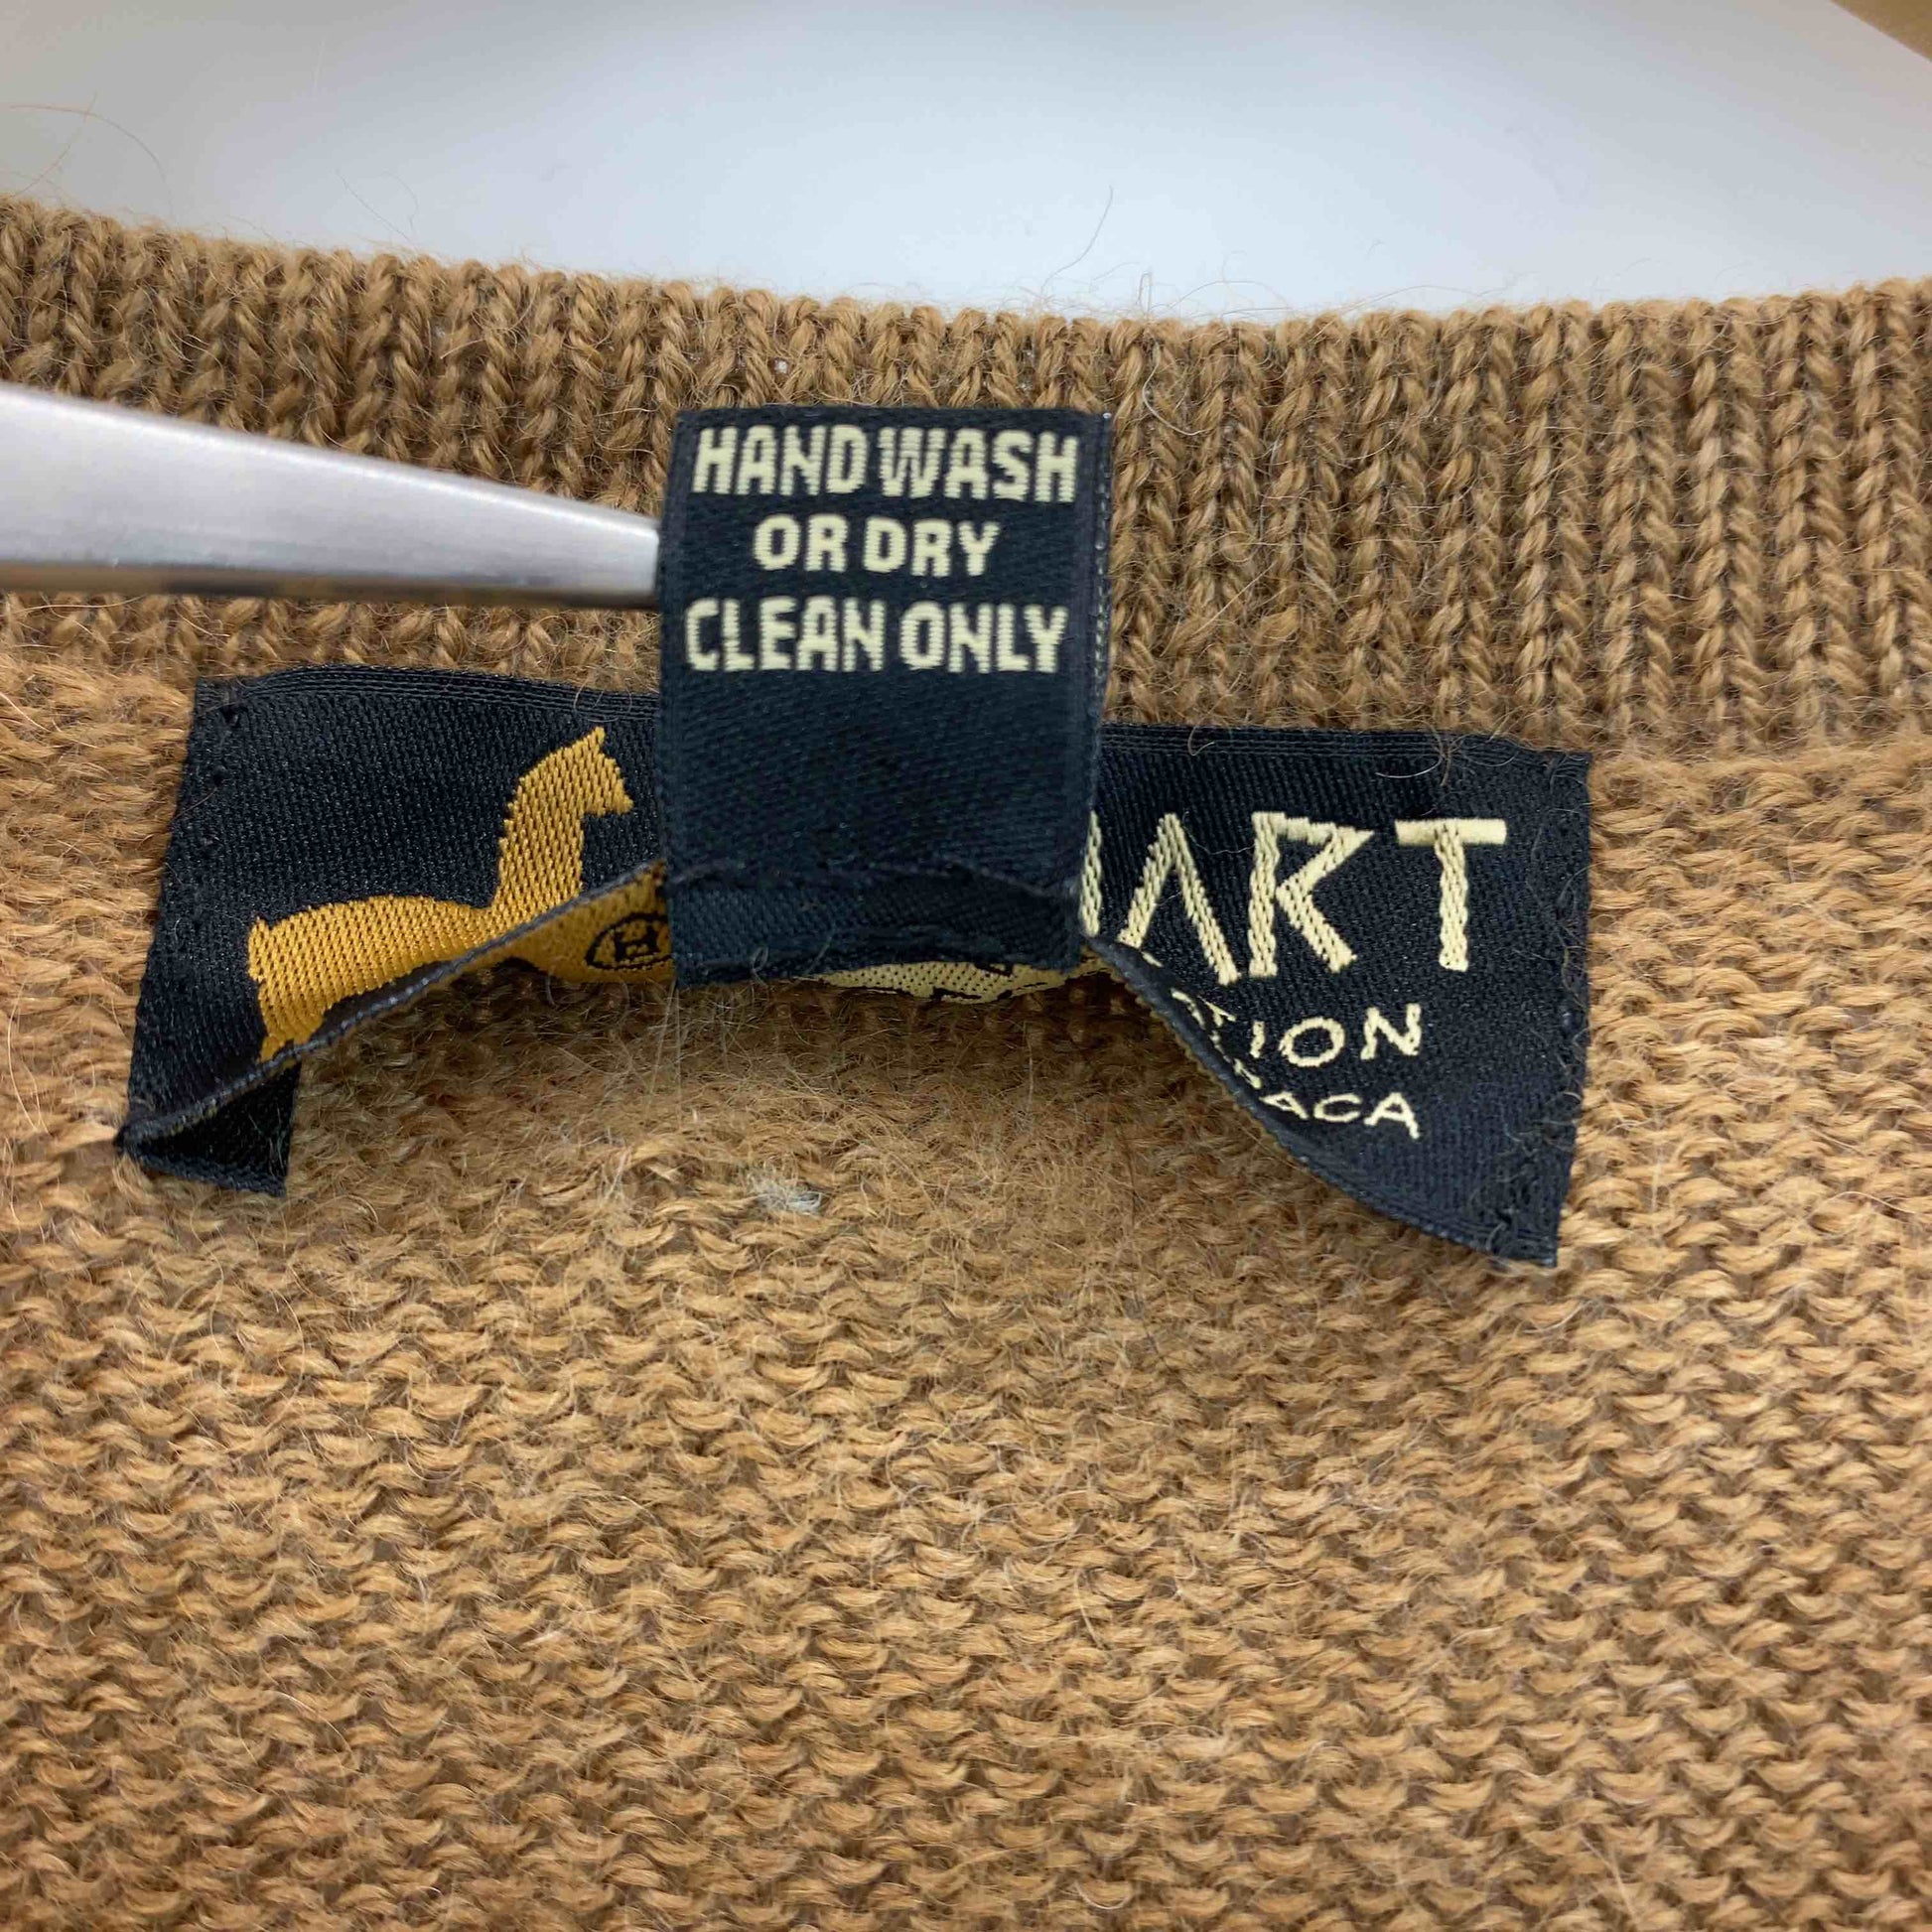 HAND WASH
OR DRY
CLEAN ONLY
ART
ION
ACA